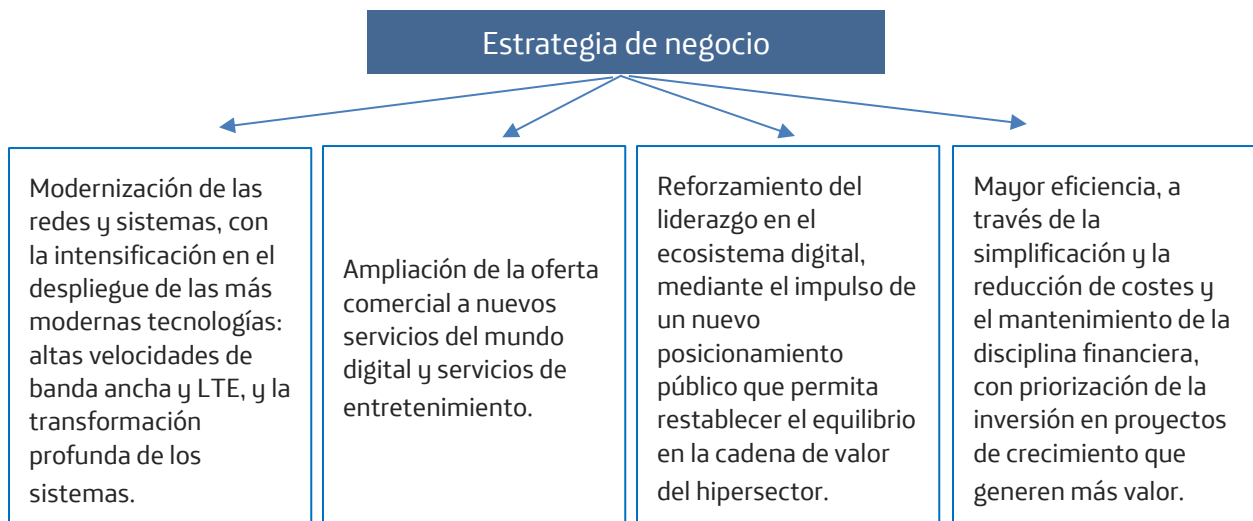 Estrategia de negocio
Modernización de las
redes y sistemas, con
la intensificación en el
despliegue de las más
modernas tecnologías:
altas velocidades de
banda ancha y LTE, y la
transformación
profunda de los
sistemas.
Ampliación de la oferta
comercial a nuevos
servicios del mundo
digital y servicios de
entretenimiento.
Reforzamiento del
liderazgo en el
ecosistema digital,
mediante el impulso de
un nuevo
posicionamiento
público que permita
restablecer el equilibrio
en la cadena de valor
del hipersector.
Mayor eficiencia, a
través de la
simplificación y la
reducción de costes y
el mantenimiento de la
disciplina financiera,
con priorización de la
inversión en proyectos
de crecimiento que
generen más valor.